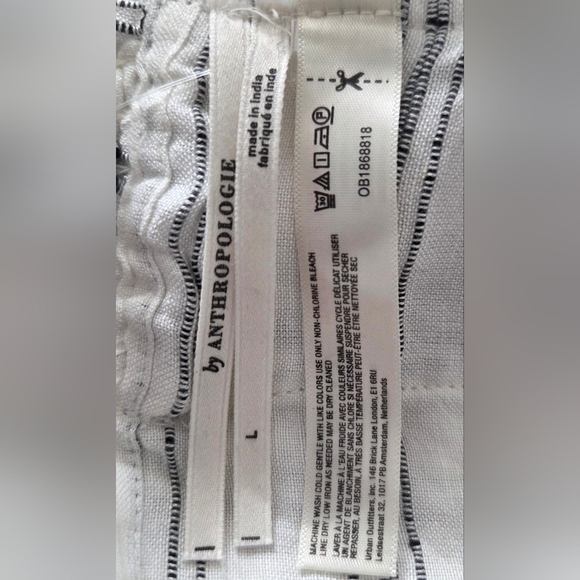 by ANTHROPOLOGIE
L
made in india
fabriqué en inde
MACHINE WASH COLD GENTLE WITH LIKE COLORS USE ONLY NON-CHLORINE BLEACH
LINE DRY LOW IRON AS NEEDED MAY BE DRY CLEANED
LAVER À LA MACHINE À L'EAU FROIDE AVEC COULEURS SIMILAIRES CYCLE DÉLICAT UTILISER
UN AGENT DE BLANCHIMENT SANS CHLORE SI NÉCESSAIRE SUSPENDRE POUR SÉCHER
REPASSER, AU BESOIN, À TRÈS BASSE TEMPÉRATURE PEUT-ÊTRE ÊTRE NETTOYÉE SEC
Urban Outfitters, Inc. 146 Brick Lane London, E1 6RU
Leidsestraat 32, 1017 PB Amsterdam, Netherlands
30
P
OB1868818